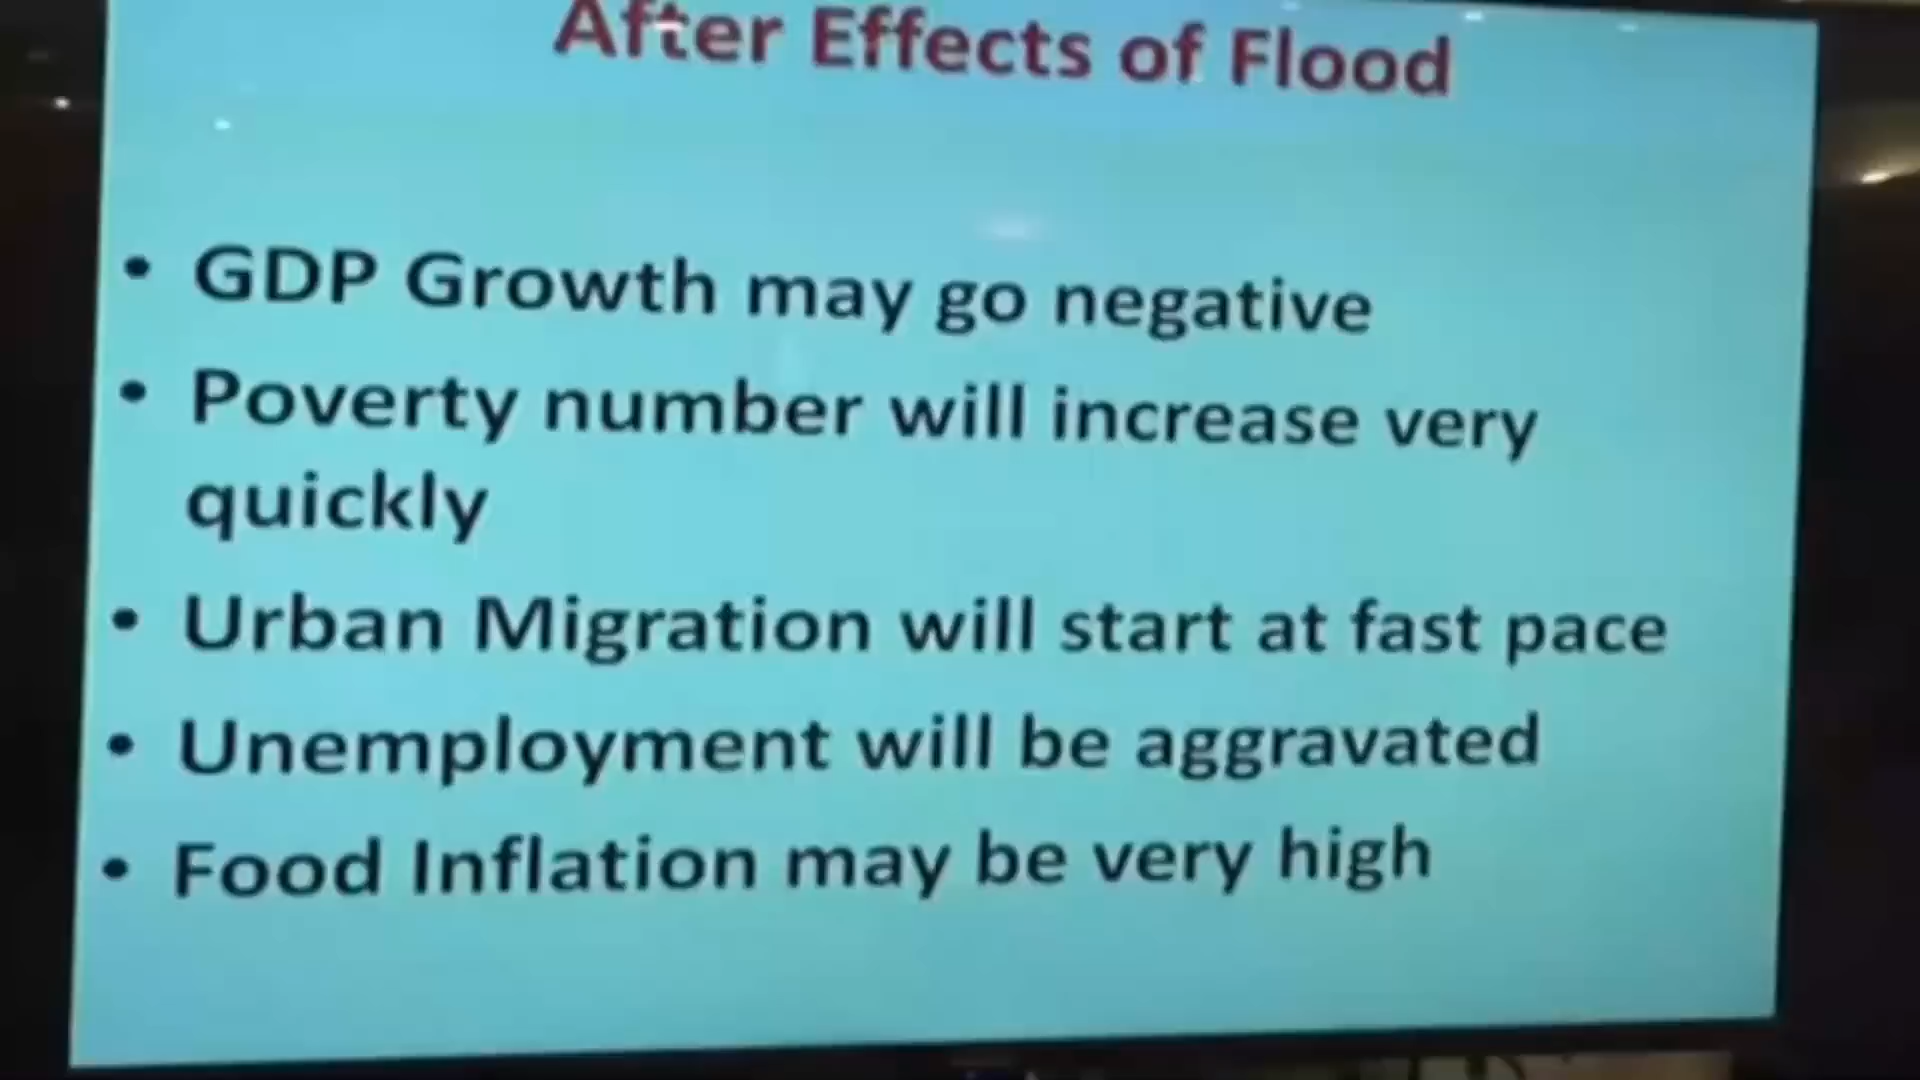 After Effects of Flood
• GDP Growth may go negative
• Poverty number will increase very
quickly
• Urban Migration will start at fast pace
• Unemployment will be aggravated
• Food Inflation may be very high